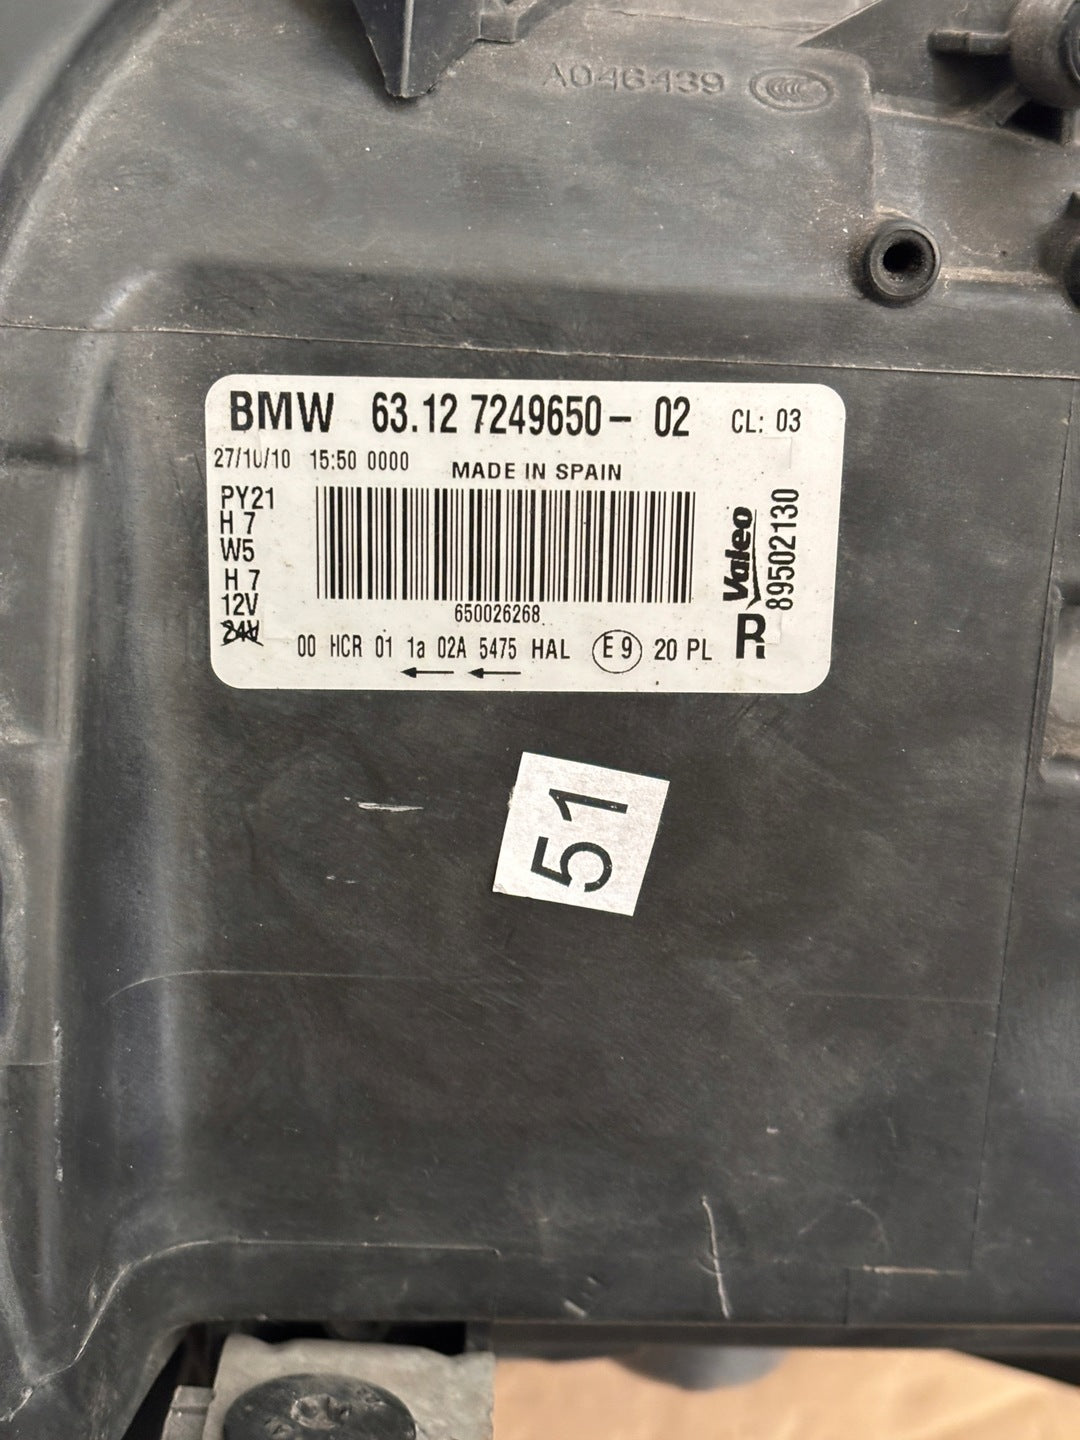 A046439
BMW 63.12 7249650- 02 CL: 03
27/10/10 15:50 0000 MADE IN SPAIN
PY21
H 7
W5
H 7
12V
24V
650026268
00 HCR 01 1a 02A 5475 HAL E9 20 PL
Valeo
89502130
R
51